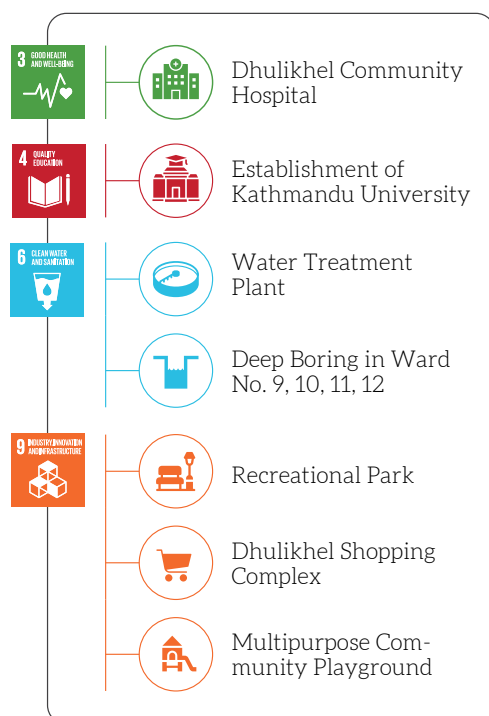 3 GOOD HEALTH
AND WELL-BEING
Dhulikhel Community
Hospital
4 QUALITY
EDUCATION
Establishment of
Kathmandu University
6 CLEAN WATER
AND SANITATION
Water Treatment
Plant
Deep Boring in Ward
No. 9, 10, 11, 12
9 INDUSTRY, INNOVATION
AND INFRASTRUCTURE
Recreational Park
Dhulikhel Shopping
Complex
Multipurpose Com-
munity Playground